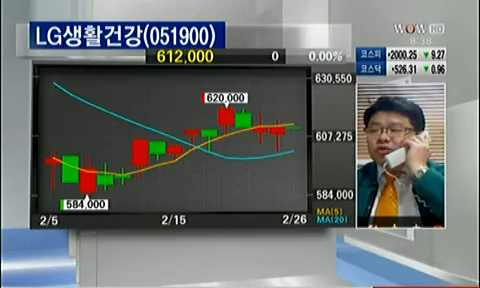 LG생활건강(051900)
612,000 0 0.00%
WOW HD
8:38
코스피 ▶2000.25 ▼ 9.27
코스닥 ▶526.31 ▼ 0.96
630,550
620,000
607,275
584,000
584,000
MA(5)
MA(20)
2/5 2/15 2/26